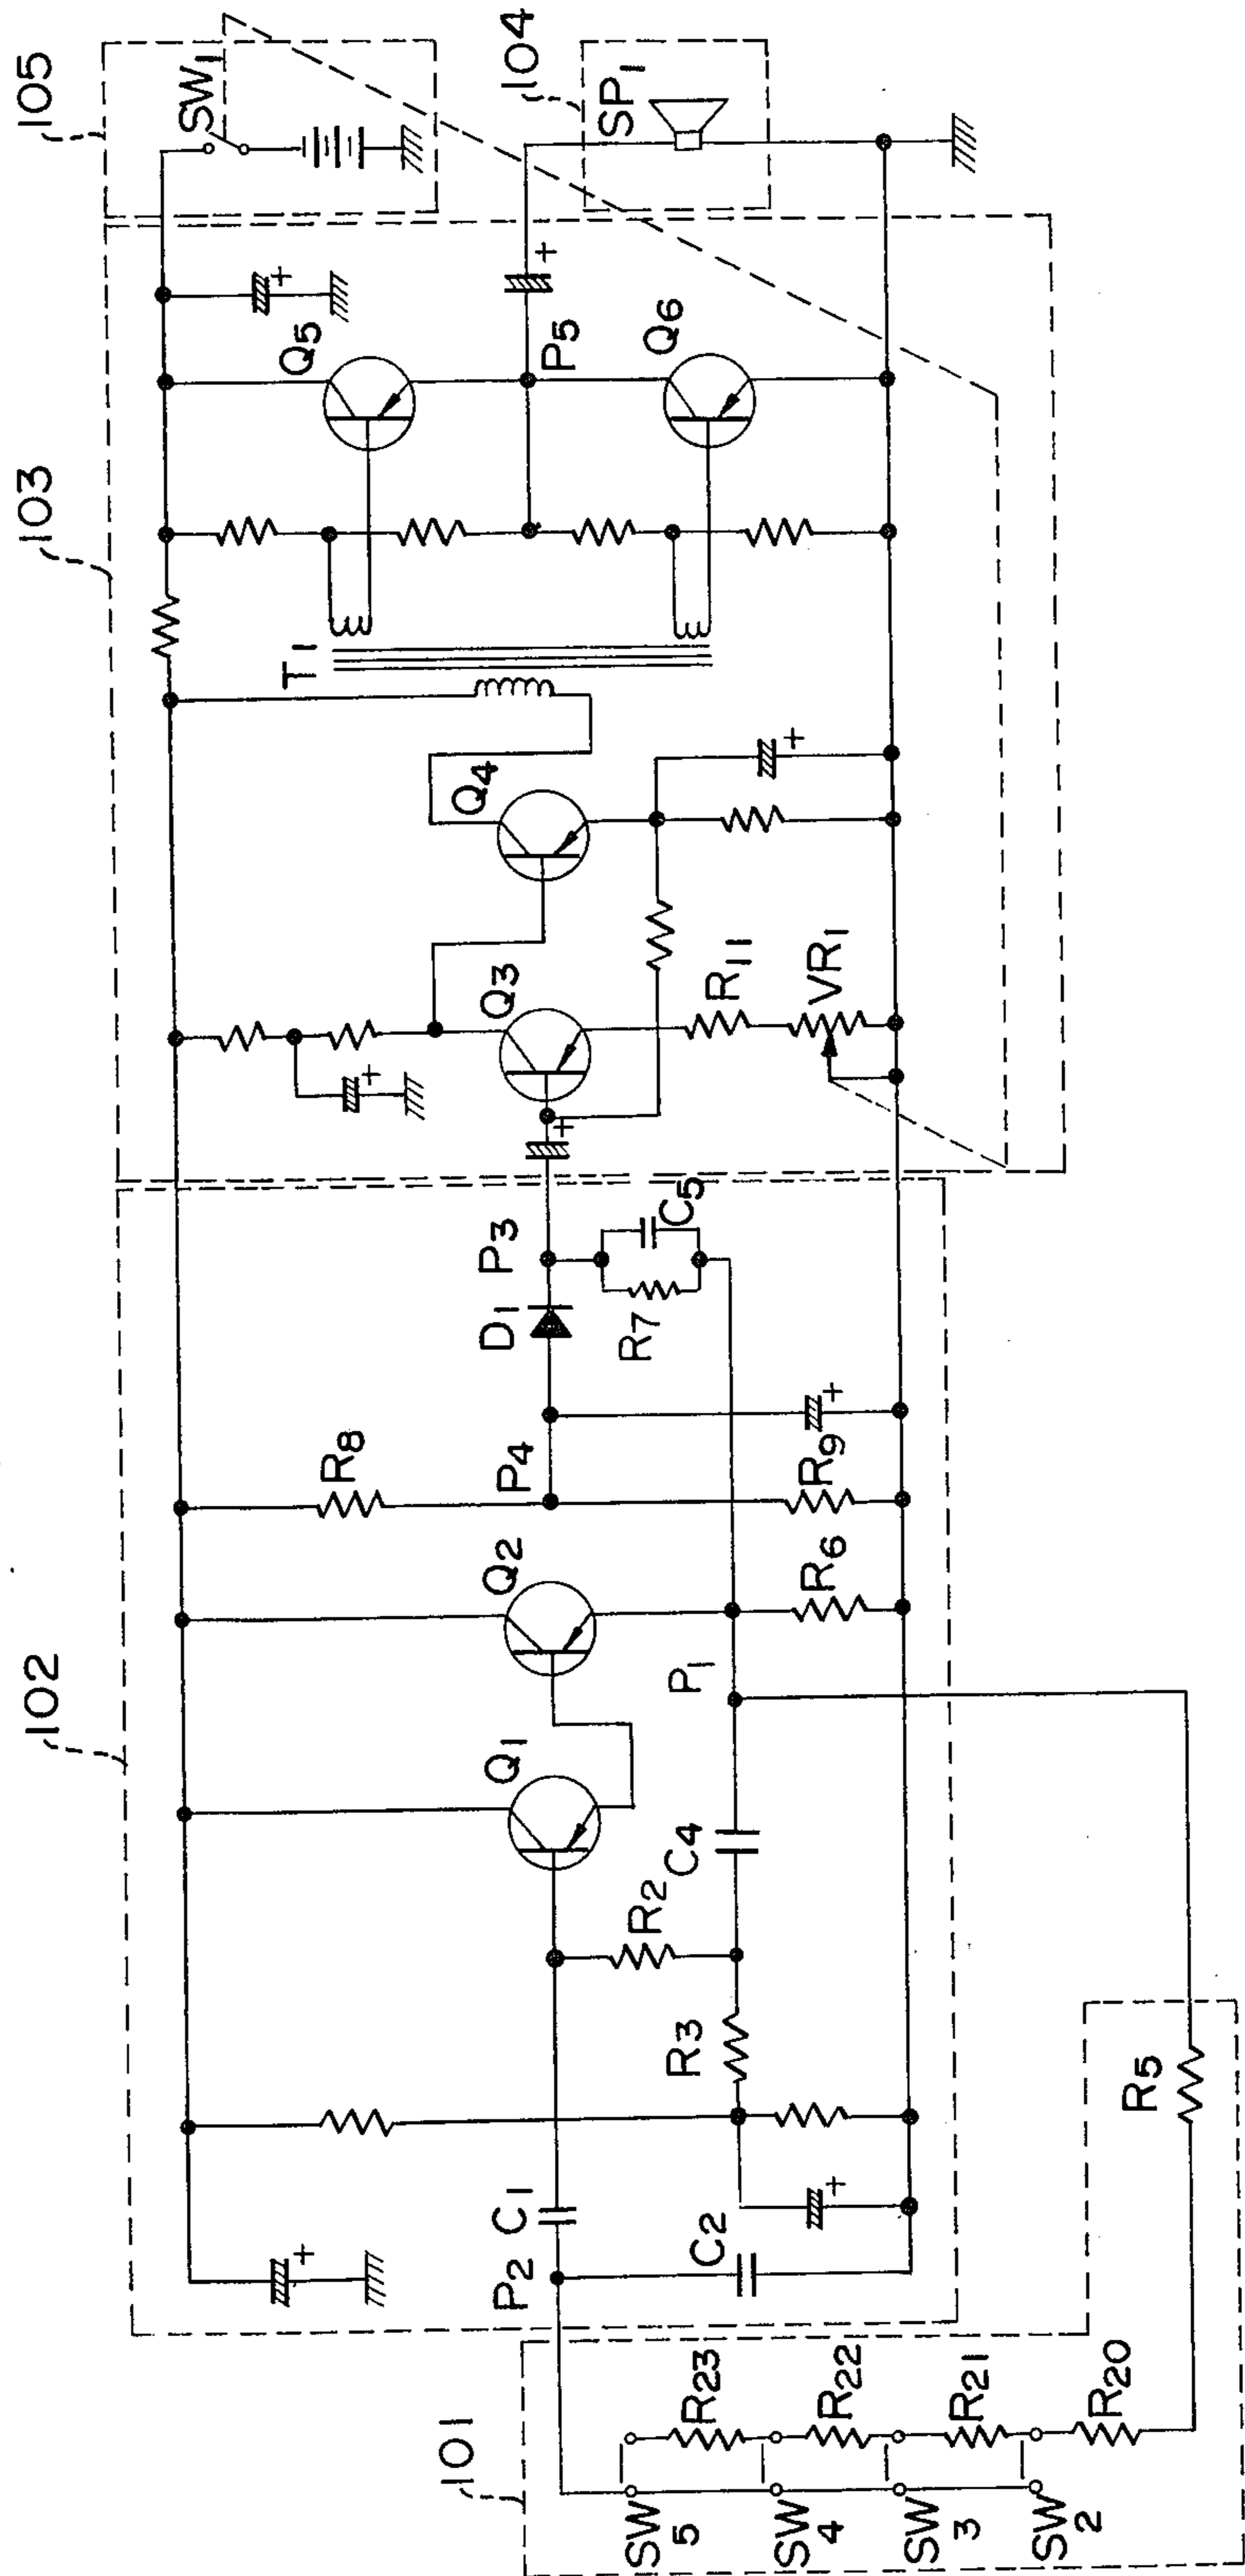 105
SW1
104
SP1
103
Q5
P5
Q6
T1
Q4
Q3
R11
VR1
102
P3
C5
D1
R7
R8
P4
R9
Q2
R6
P1
Q1
C4
R2
R3
C1
P2
C2
R5
101
R23
R22
R21
R20
SW5
SW4
SW3
SW2
+
+
+
+
+
+
+
+
+